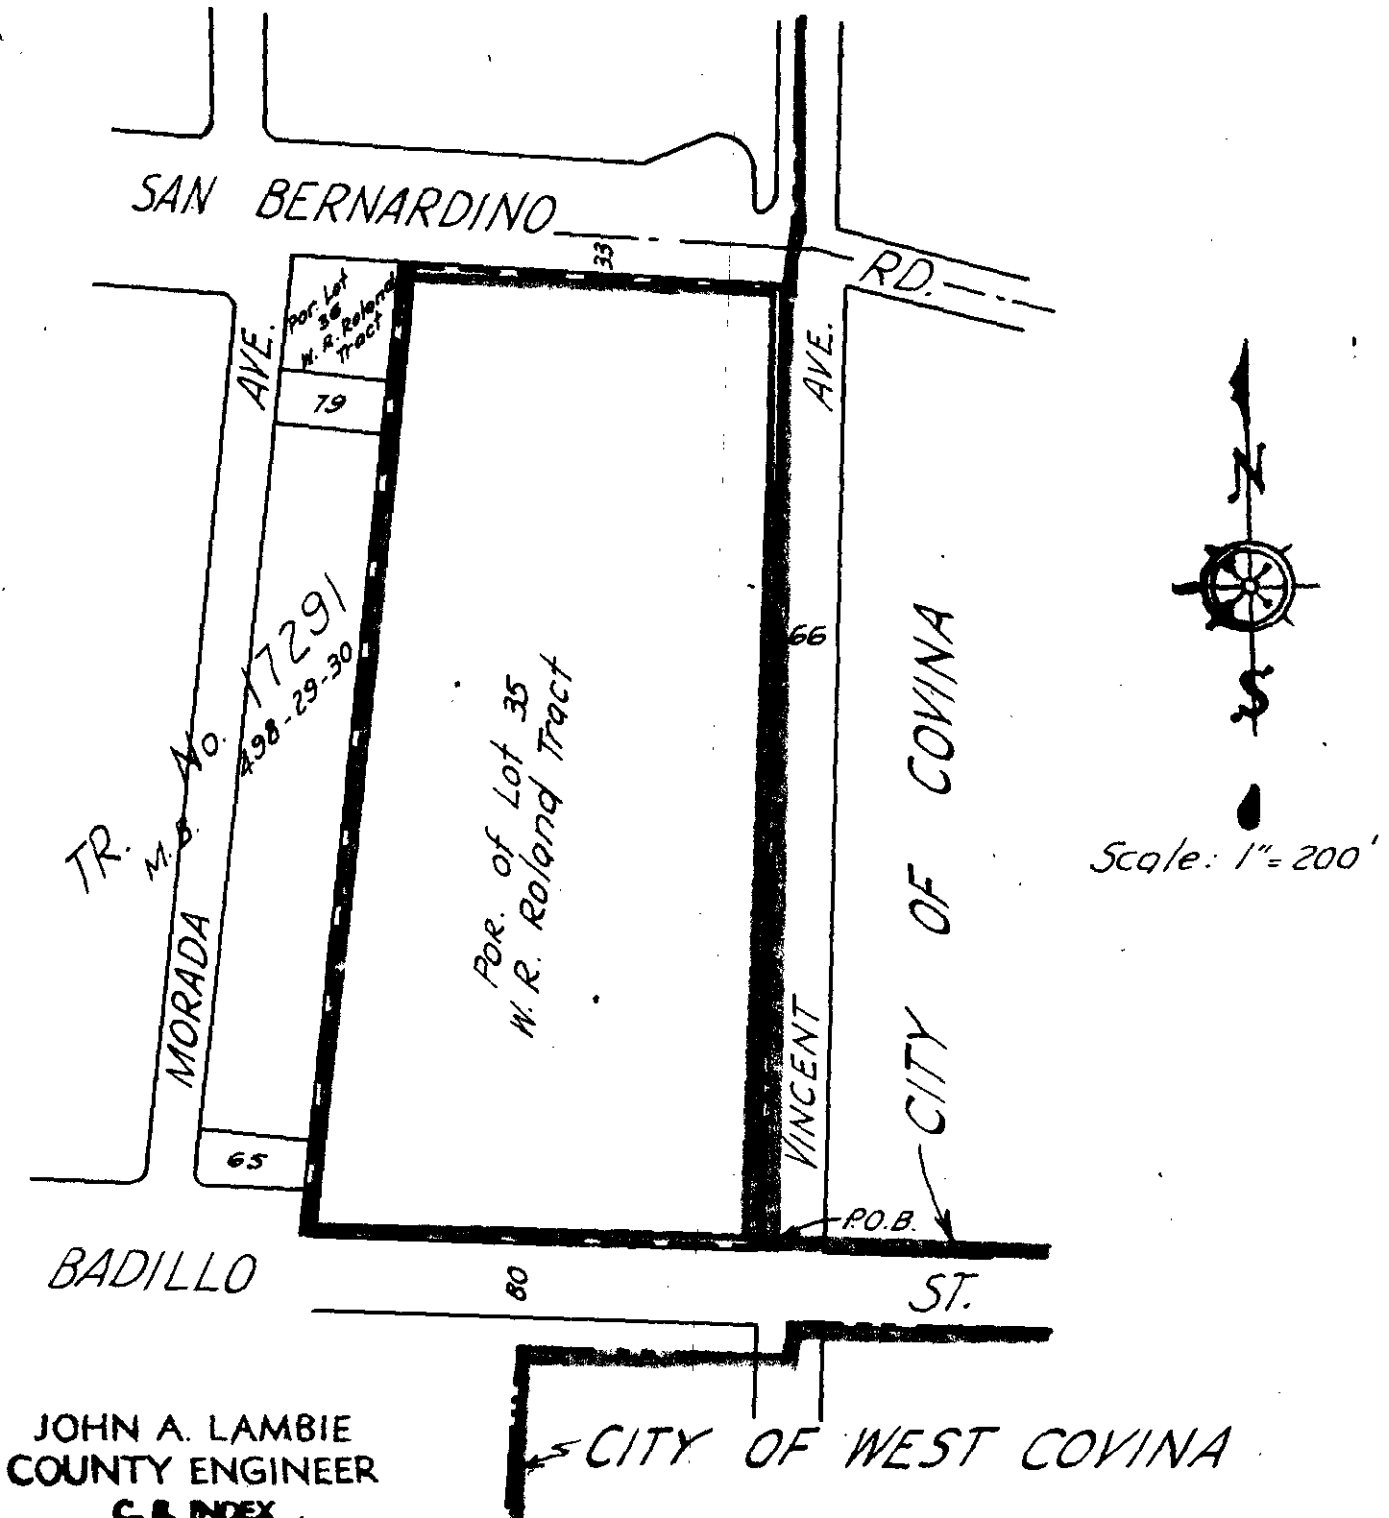 SAN BERNARDINO RD.
33
Por. Lot
36
W. R. Roland
Tract
AVE.
79
AVE.
N
TR. No. 17291
M. B. 498-29-30
66
CITY OF COVINA
POR. of Lot 35
W. R. Roland Tract
S
Scale: 1"=200'
MORADA
VINCENT
65
P.O.B.
BADILLO ST.
80
CITY OF WEST COVINA
JOHN A. LAMBIE
COUNTY ENGINEER
C. B. INDEX